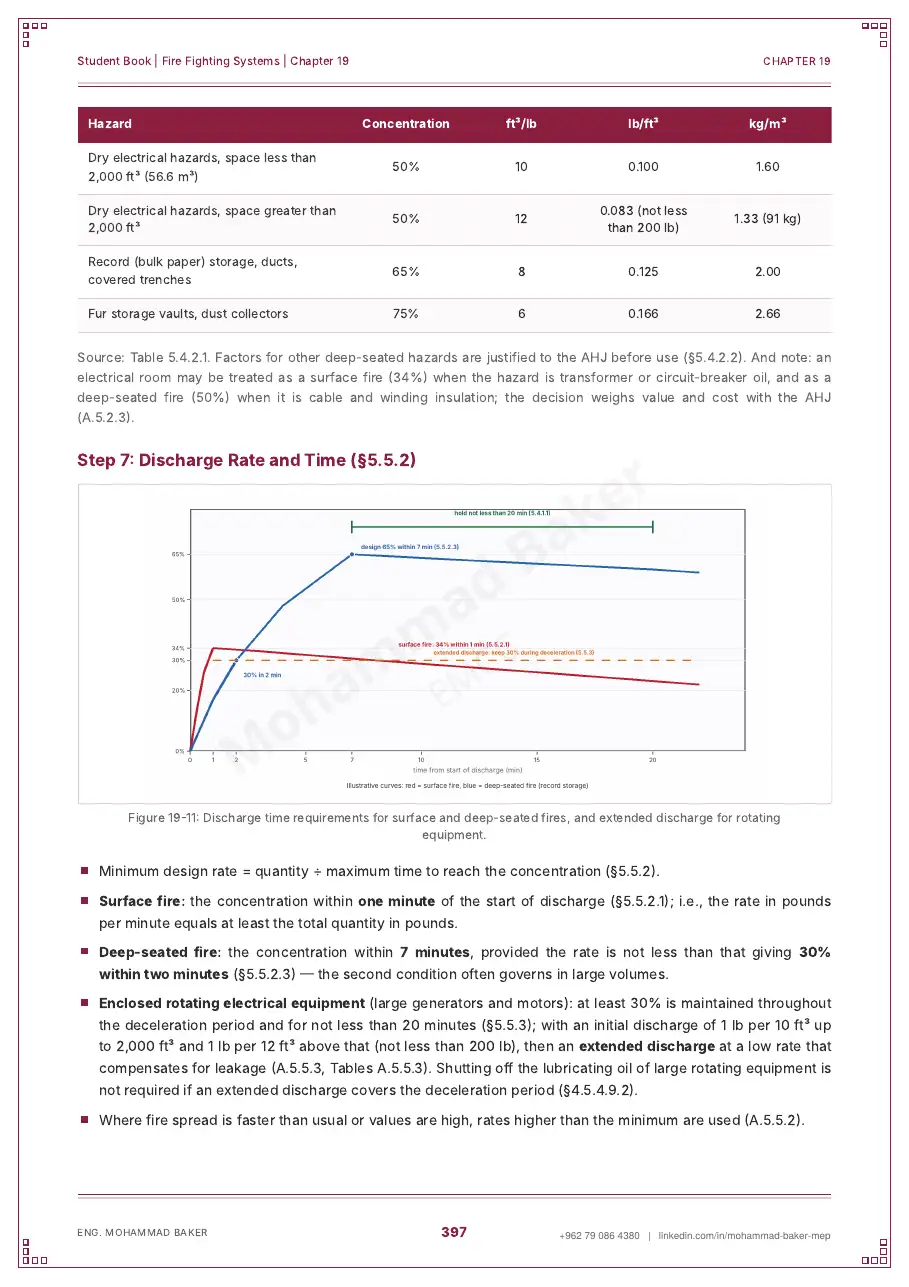 Student Book | Fire Fighting Systems | Chapter 19
CHAPTER 19
Hazard Concentration ft³/lb lb/ft³ kg/m³
Dry electrical hazards, space less than
2,000 ft³ (56.6 m³)
50% 10 0.100 1.60
Dry electrical hazards, space greater than
2,000 ft³
50% 12 0.083 (not less
than 200 lb)
1.33 (91 kg)
Record (bulk paper) storage, ducts,
covered trenches
65% 8 0.125 2.00
Fur storage vaults, dust collectors 75% 6 0.166 2.66
Source: Table 5.4.2.1. Factors for other deep-seated hazards are justified to the AHJ before use (§5.4.2.2). And note: an
electrical room may be treated as a surface fire (34%) when the hazard is transformer or circuit-breaker oil, and as a
deep-seated fire (50%) when it is cable and winding insulation; the decision weighs value and cost with the AHJ
(A.5.2.3).
Step 7: Discharge Rate and Time (§5.5.2)
hold not less than 20 min (5.4.1.1)
design 65% within 7 min (5.5.2.3)
65%
50%
surface fire: 34% within 1 min (5.5.2.1)
34%
extended discharge: keep 30% during deceleration (5.5.3)
30%
30% in 2 min
20%
0%
0 1 2 5 7 10 15 20
time from start of discharge (min)
Illustrative curves: red = surface fire, blue = deep-seated fire (record storage)
Mohammad Baker
Figure 19-11: Discharge time requirements for surface and deep-seated fires, and extended discharge for rotating
equipment.
Minimum design rate = quantity ÷ maximum time to reach the concentration (§5.5.2).
Surface fire: the concentration within one minute of the start of discharge (§5.5.2.1); i.e., the rate in pounds
per minute equals at least the total quantity in pounds.
Deep-seated fire: the concentration within 7 minutes, provided the rate is not less than that giving 30%
within two minutes (§5.5.2.3) — the second condition often governs in large volumes.
Enclosed rotating electrical equipment (large generators and motors): at least 30% is maintained throughout
the deceleration period and for not less than 20 minutes (§5.5.3); with an initial discharge of 1 lb per 10 ft³ up
to 2,000 ft³ and 1 lb per 12 ft³ above that (not less than 200 lb), then an extended discharge at a low rate that
compensates for leakage (A.5.5.3, Tables A.5.5.3). Shutting off the lubricating oil of large rotating equipment is
not required if an extended discharge covers the deceleration period (§4.5.4.9.2).
Where fire spread is faster than usual or values are high, rates higher than the minimum are used (A.5.5.2).
ENG. MOHAMMAD BAKER
397
+962 79 086 4380 | linkedin.com/in/mohammad-baker-mep